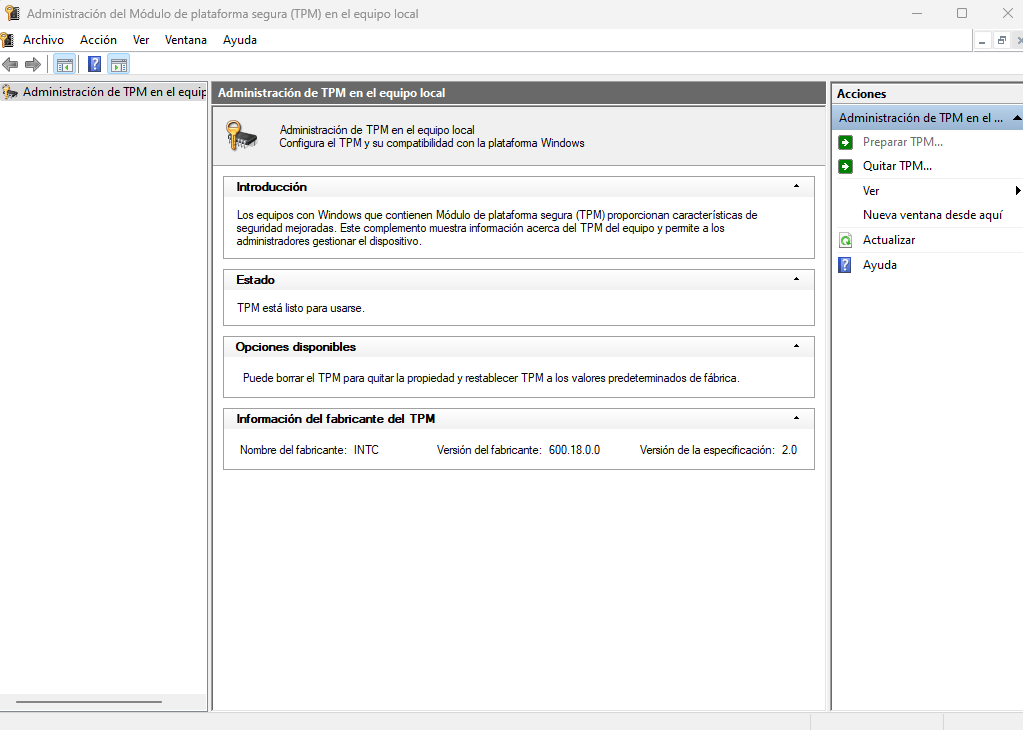 Administración del Módulo de plataforma segura (TPM) en el equipo local
Archivo Acción Ver Ventana Ayuda
Administración de TPM en el equip
Administración de TPM en el equipo local
Administración de TPM en el equipo local
Configura el TPM y su compatibilidad con la plataforma Windows
Introducción
Los equipos con Windows que contienen Módulo de plataforma segura (TPM) proporcionan características de
seguridad mejoradas. Este complemento muestra información acerca del TPM del equipo y permite a los
administradores gestionar el dispositivo.
Estado
TPM está listo para usarse.
Opciones disponibles
Puede borrar el TPM para quitar la propiedad y restablecer TPM a los valores predeterminados de fábrica.
Información del fabricante del TPM
Nombre del fabricante: INTC Versión del fabricante: 600.18.0.0 Versión de la especificación: 2.0
Acciones
Administración de TPM en el ...
Preparar TPM...
Quitar TPM...
Ver
Nueva ventana desde aquí
Actualizar
Ayuda